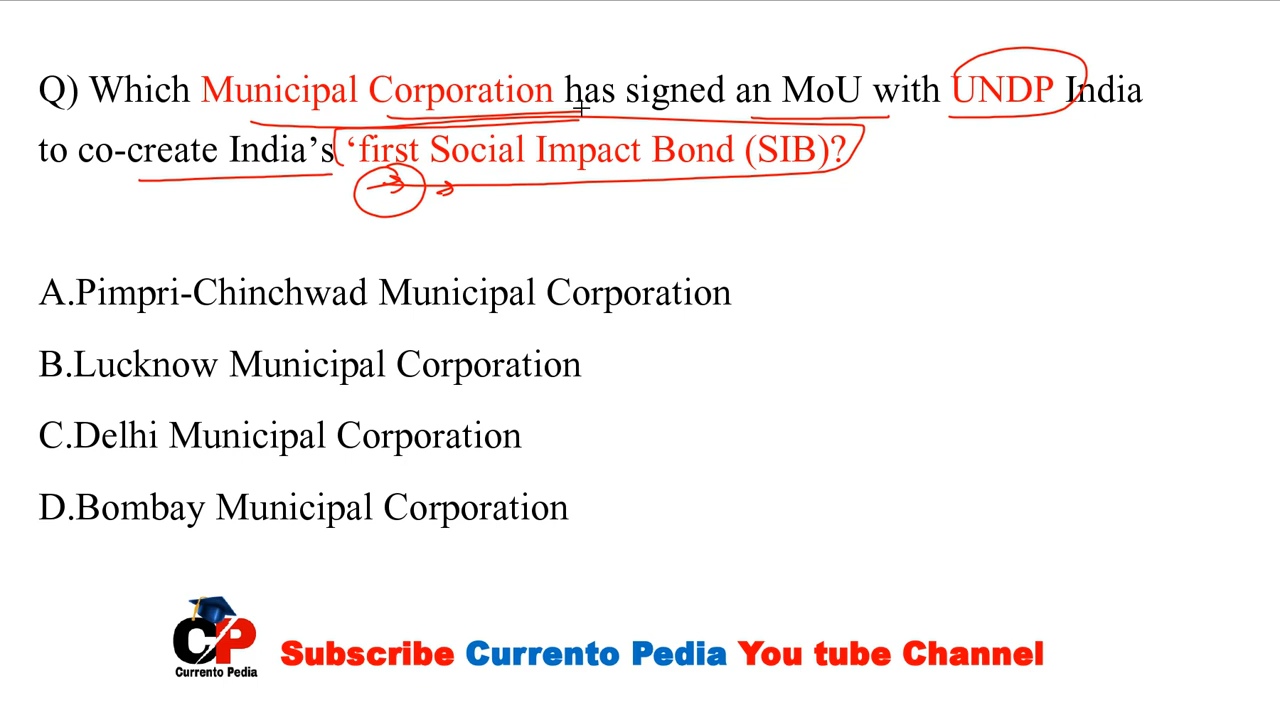 Q) Which Municipal Corporation has signed an MoU with UNDP India
to co-create India’s ‘first Social Impact Bond (SIB)?
A.Pimpri-Chinchwad Municipal Corporation
B.Lucknow Municipal Corporation
C.Delhi Municipal Corporation
D.Bombay Municipal Corporation
CP
Currento Pedia
Subscribe Currento Pedia You tube Channel